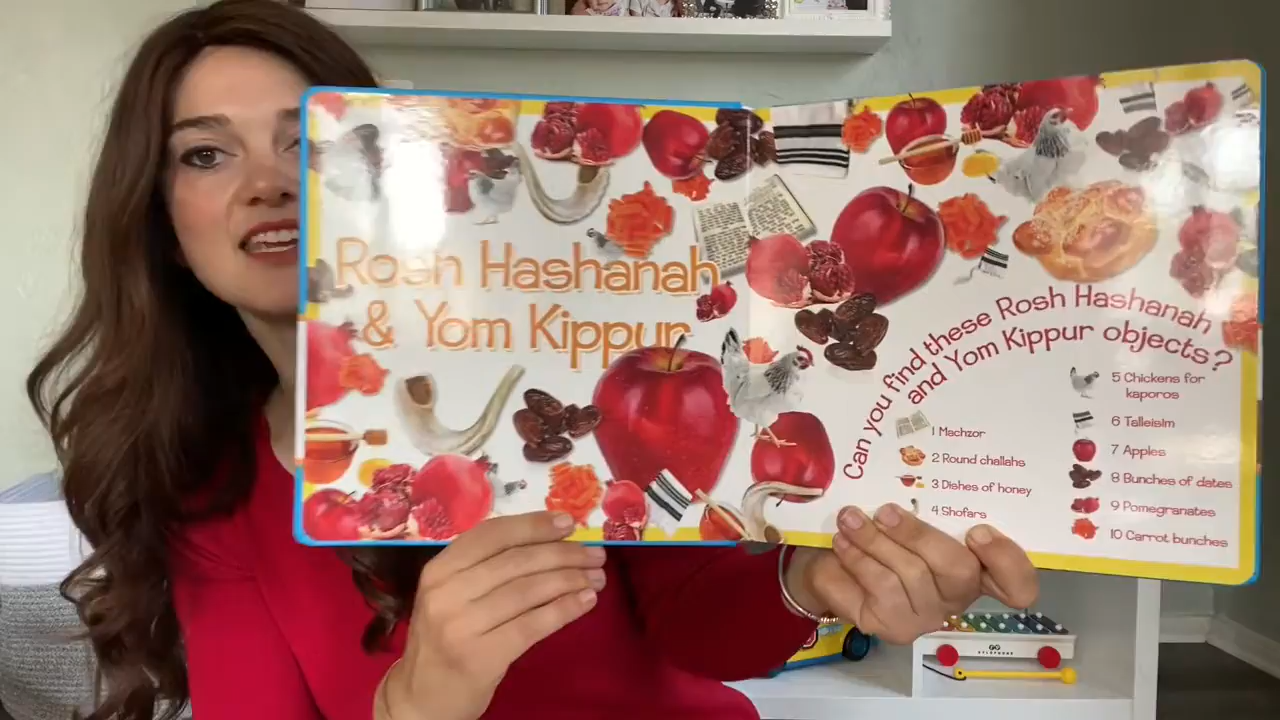 Rosh Hashanah
& Yom Kippur
Can you find these Rosh Hashanah
and Yom Kippur objects?
1 Machzor
2 Round challahs
3 Dishes of honey
4 Shofars
5 Chickens for
kaporos
6 Talleisim
7 Apples
8 Bunches of dates
9 Pomegranates
10 Carrot bunches
XYLOPHONE